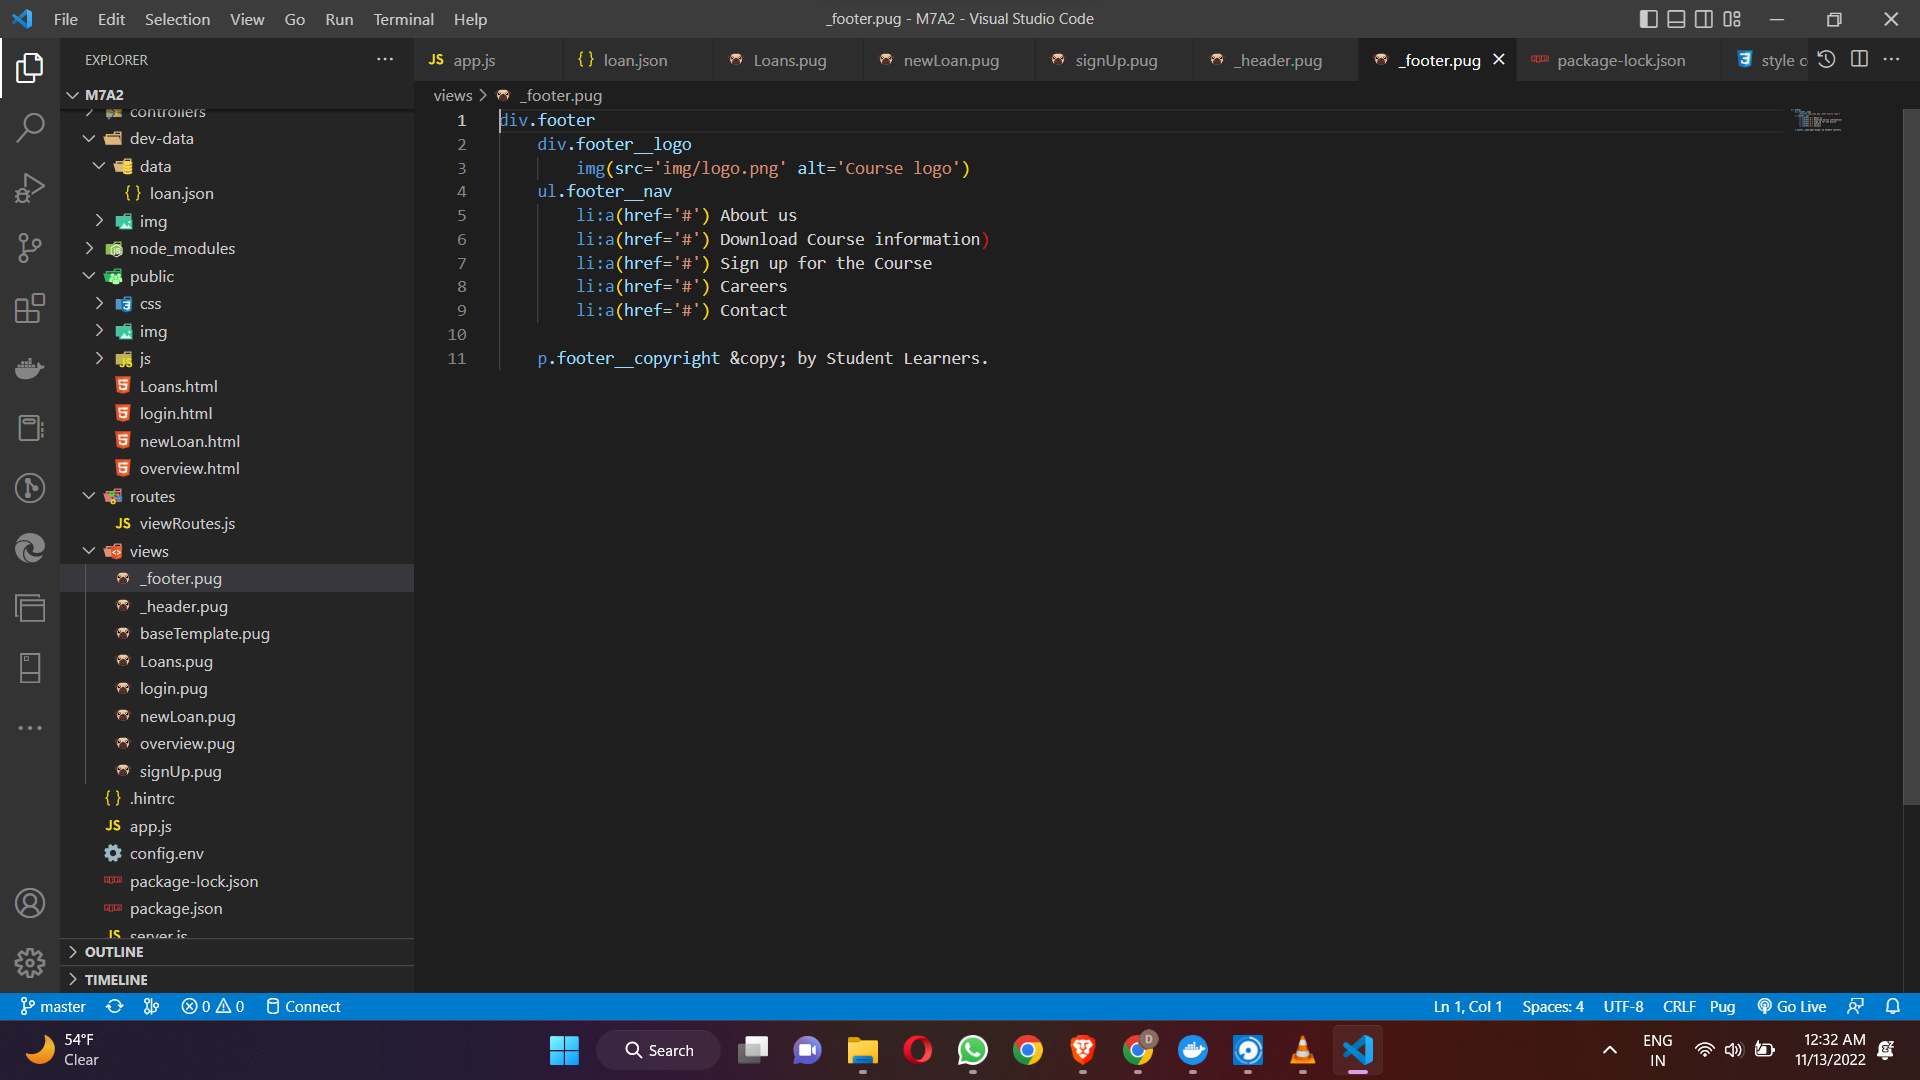 File Edit Selection View Go Run Terminal Help
_footer.pug - M7A2 - Visual Studio Code
EXPLORER
M7A2
controllers
dev-data
data
loan.json
img
node_modules
public
css
img
js
Loans.html
login.html
newLoan.html
overview.html
routes
viewRoutes.js
views
_footer.pug
_header.pug
baseTemplate.pug
Loans.pug
login.pug
newLoan.pug
overview.pug
signUp.pug
.hintrc
app.js
config.env
package-lock.json
package.json
server.js
OUTLINE
TIMELINE
app.js loan.json Loans.pug newLoan.pug signUp.pug _header.pug _footer.pug package-lock.json style c
views > _footer.pug
1 div.footer
2 div.footer__logo
3 img(src='img/logo.png' alt='Course logo')
4 ul.footer__nav
5 li:a(href='#') About us
6 li:a(href='#') Download Course information)
7 li:a(href='#') Sign up for the Course
8 li:a(href='#') Careers
9 li:a(href='#') Contact
10
11 p.footer__copyright &copy; by Student Learners.
master 0 0 Connect
Ln 1, Col 1 Spaces: 4 UTF-8 CRLF Pug Go Live
54°F
Clear
Search
D
ENG
IN
12:32 AM
11/13/2022